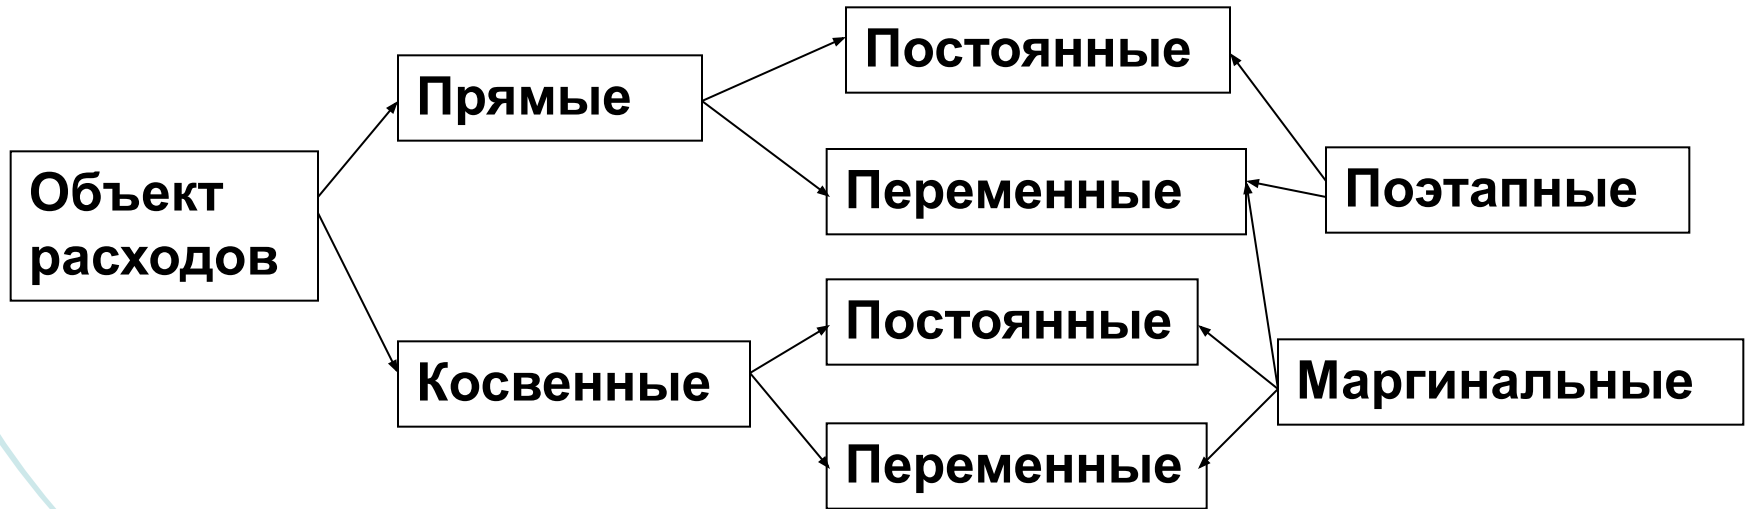 Постоянные
Прямые
Переменные
Поэтапные
Объект
расходов
Постоянные
Косвенные
Маргинальные
Переменные